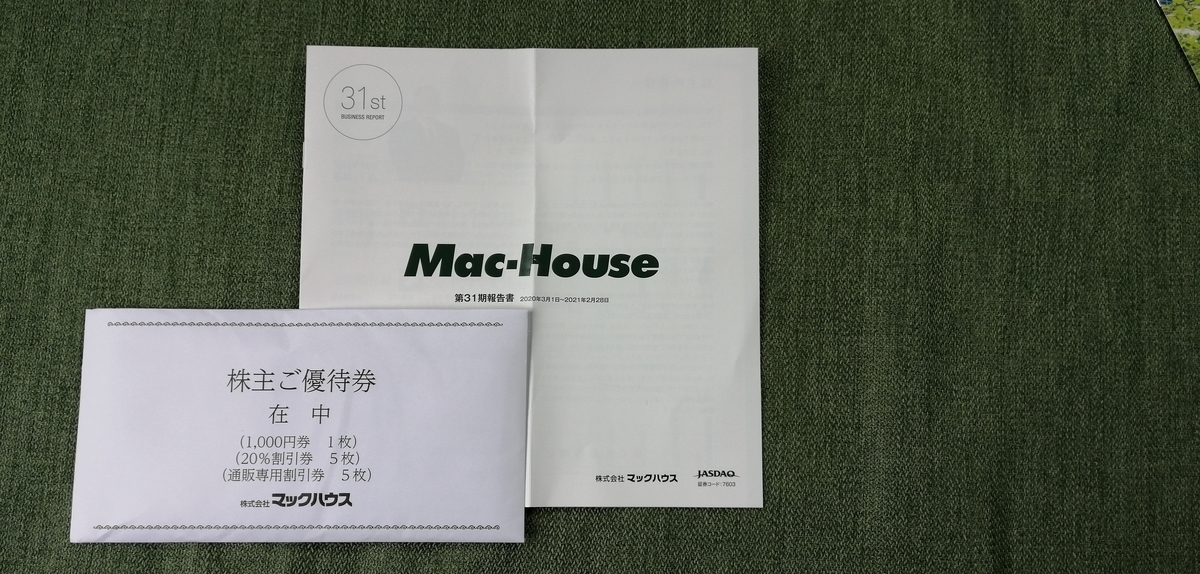 31st
BUSINESS REPORT
Mac-House
第31期報告書 2020年3月1日~2021年2月28日
株式会社 マックハウス
JASDAQ
証券コード:7603
株主ご優待券
在 中
(1,000円券 1枚)
(20%割引券 5枚)
(通販専用割引券 5枚)
株式会社 マックハウス